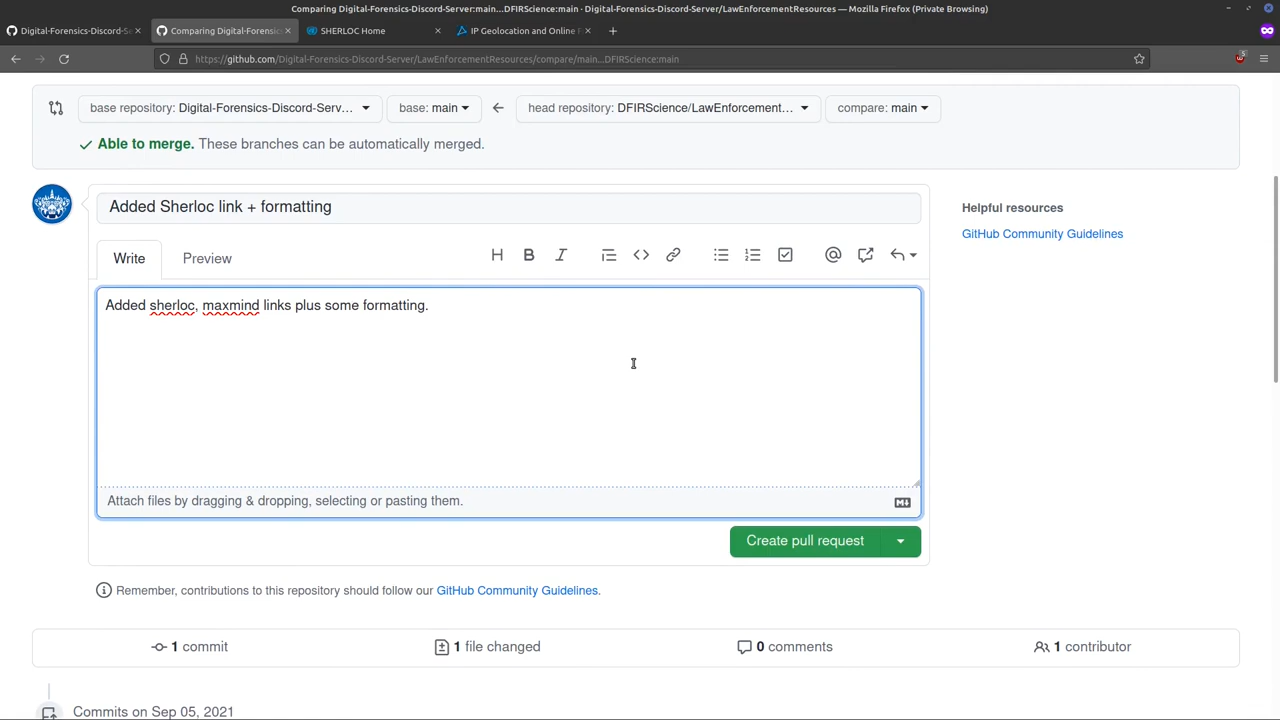 Comparing Digital-Forensics-Discord-Server:main...DFIRScience:main · Digital-Forensics-Discord-Server/LawEnforcementResources — Mozilla Firefox (Private Browsing)
Digital-Forensics-Discord-S
Comparing Digital-Forensic
SHERLOC Home
IP Geolocation and Online F
https://github.com/Digital-Forensics-Discord-Server/LawEnforcementResources/compare/main...DFIRScience:main
5
base repository: Digital-Forensics-Discord-Serv...
base: main
head repository: DFIRScience/LawEnforcement...
compare: main
Able to merge. These branches can be automatically merged.
Added Sherloc link + formatting
Helpful resources
GitHub Community Guidelines
Write
Preview
Added sherloc, maxmind links plus some formatting.
Attach files by dragging & dropping, selecting or pasting them.
Create pull request
Remember, contributions to this repository should follow our GitHub Community Guidelines.
1 commit
1 file changed
0 comments
1 contributor
Commits on Sep 05, 2021